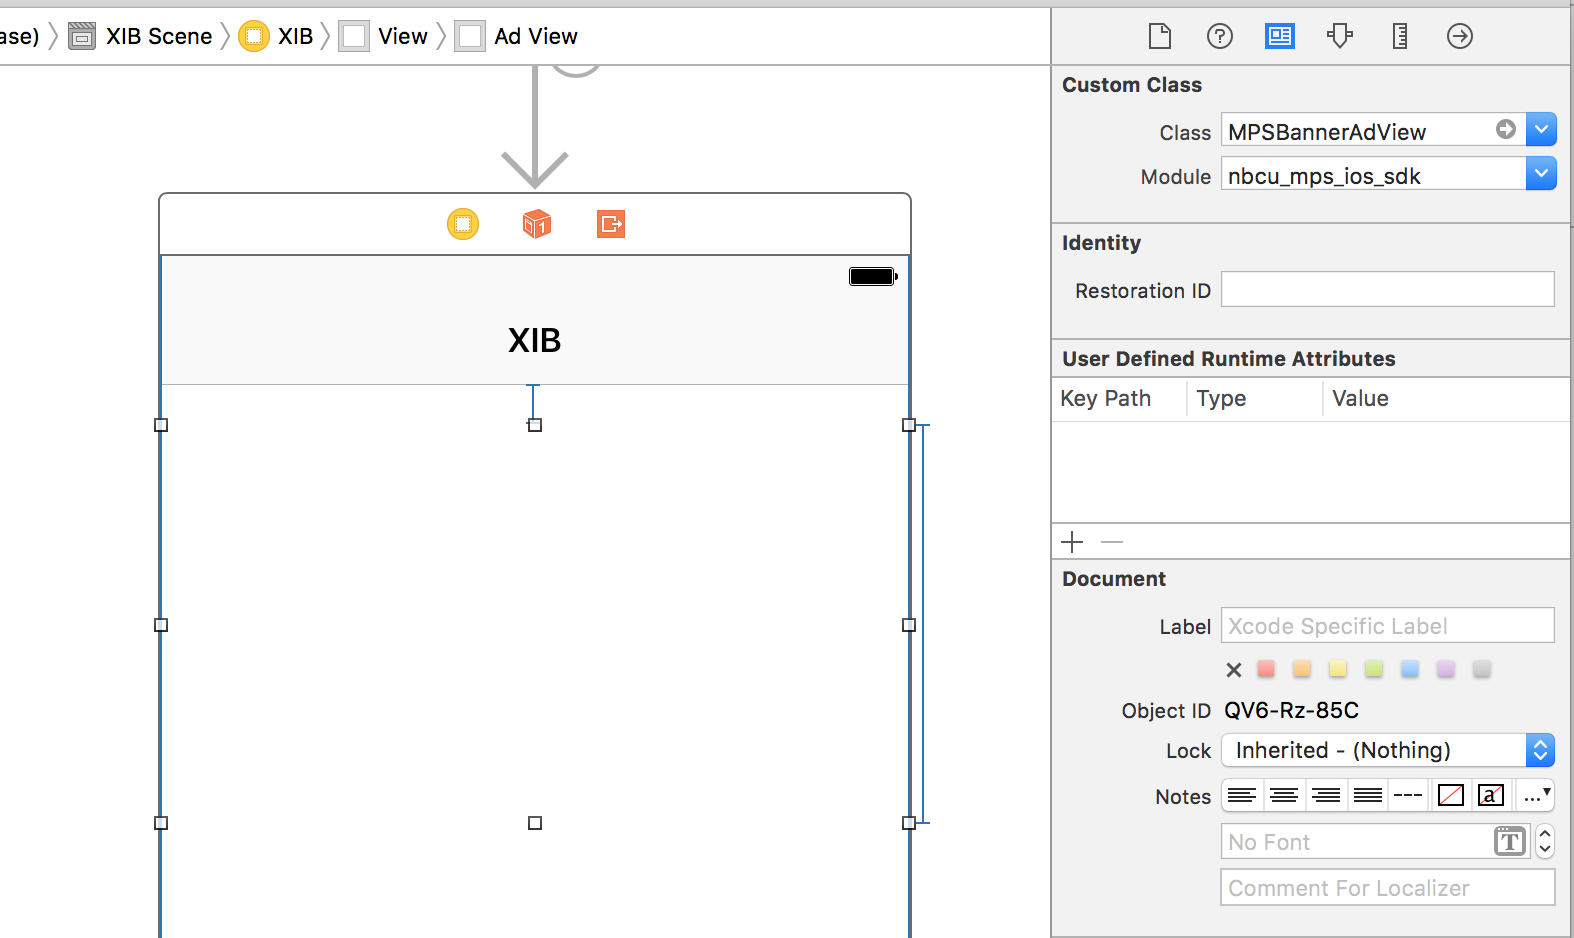 ase) XIB Scene XIB View Ad View
XIB
Custom Class
Class MPSBannerAdView
Module nbcu_mps_ios_sdk
Identity
Restoration ID
User Defined Runtime Attributes
Key Path Type Value
Document
Label Xcode Specific Label
Object ID QV6-Rz-85C
Lock Inherited - (Nothing)
Notes a ...
No Font T
Comment For Localizer